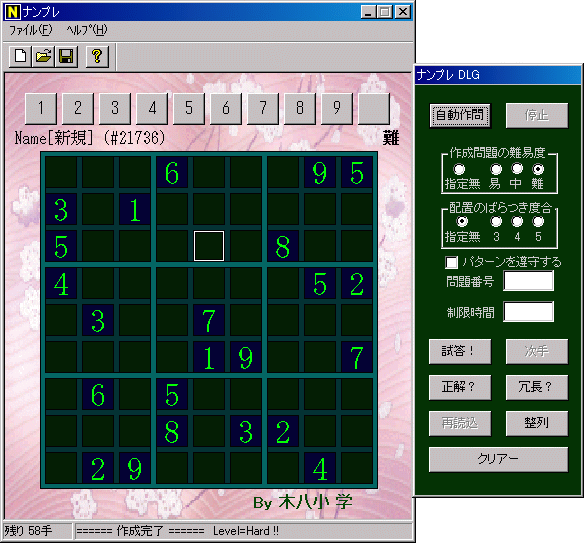 ナンプレ
ファイル(F) ヘルプ(H)
1 2 3 4 5 6 7 8 9
Name[新規] (#21736) 難
6 9 5
3 1
5 8
4 5 2
3 7
1 9 7
6 5
8 3 2
2 9 4
By 木八小 学
残り 58手 ====== 作成完了 ====== Level=Hard !!
ナンプレ DLG
自動作問 停止
作成問題の難易度
指定無 易 中 難
配置のばらつき度合
指定無 3 4 5
パターンを遵守する
問題番号
制限時間
試答！ 次手
正解？ 冗長？
再読込 整列
クリアー